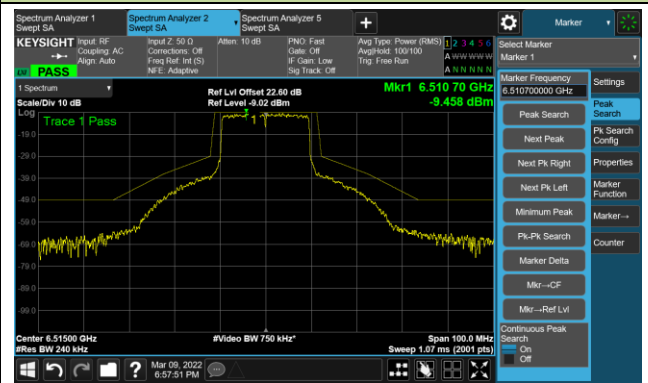 Spectrum Analyzer 1
Swept SA
Spectrum Analyzer 2
Swept SA
Spectrum Analyzer 5
Swept SA
+
Marker
KEYSIGHT
Input: RF
Coupling: AC
Align: Auto
Input Z: 50 Ω
Corrections: Off
Freq Ref: Int (S)
NFE: Adaptive
Atten: 10 dB
PNO: Fast
Gate: Off
IF Gain: Low
Sig Track: Off
Avg Type: Power (RMS)
Avg|Hold: 100/100
Trig: Free Run
1 2 3 4 5 6
A W W W W W
A N N N N N
PASS
Select Marker
Marker 1
1 Spectrum
Scale/Div 10 dB
Ref Lvl Offset 22.60 dB
Ref Level -9.02 dBm
Mkr1 6.510 70 GHz
-9.458 dBm
Log
Trace 1 Pass
1
-19.0
-29.0
-39.0
-49.0
-59.0
-69.0
-79.0
-89.0
-99.0
Center 6.51500 GHz
#Res BW 240 kHz
#Video BW 750 kHz*
Span 100.0 MHz
Sweep 1.07 ms (2001 pts)
Marker Frequency
6.510700000 GHz
Peak Search
Next Peak
Next Pk Right
Next Pk Left
Minimum Peak
Pk-Pk Search
Marker Delta
Mkr→CF
Mkr→Ref Lvl
Continuous Peak
Search
On
Off
Settings
Peak
Search
Pk Search
Config
Properties
Marker
Function
Marker→
Counter
?
Mar 09, 2022
6:57:51 PM